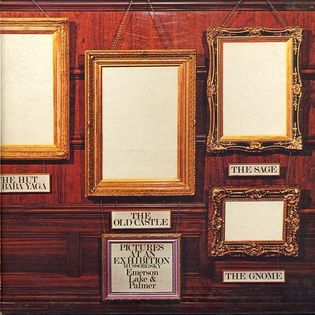 THE HUT
BABA YAGA
THE
OLD CASTLE
THE SAGE
THE GNOME
PICTURES
AT AN
EXHIBITION
MUSSORGSKY
Emerson
Lake &
Palmer